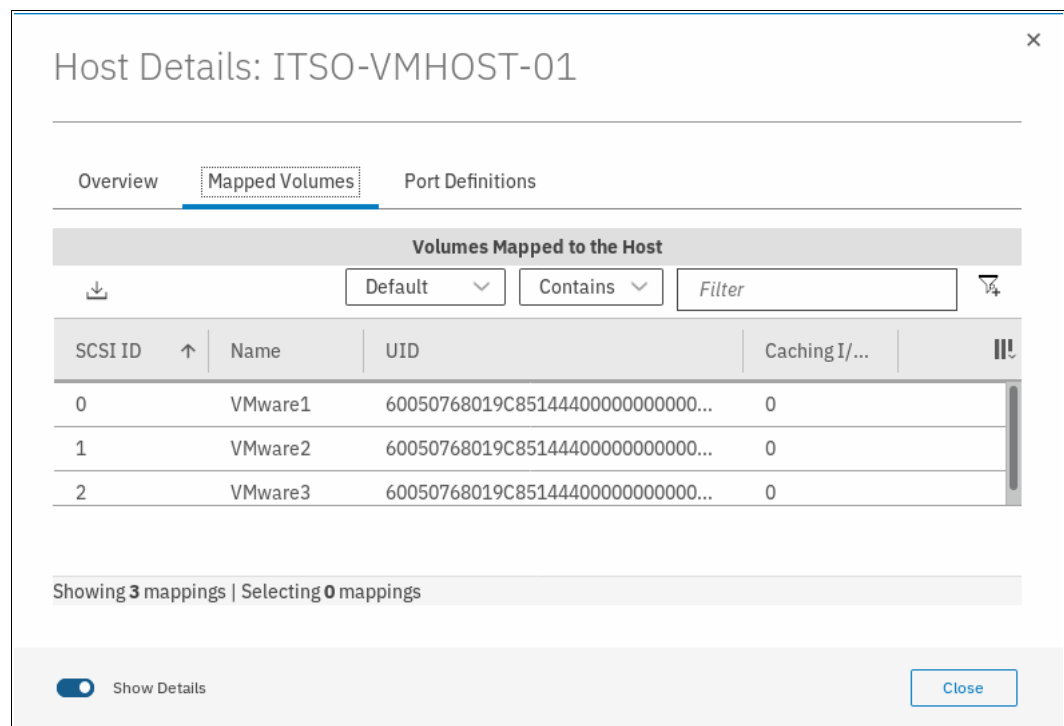 Host Details: ITSO-VMHOST-01
Overview Mapped Volumes Port Definitions
Volumes Mapped to the Host
Default Contains Filter
SCSI ID Name UID Caching I/...
0 VMware1 60050768019C85144400000000000... 0
1 VMware2 60050768019C85144400000000000... 0
2 VMware3 60050768019C85144400000000000... 0
Showing 3 mappings | Selecting 0 mappings
Show Details Close